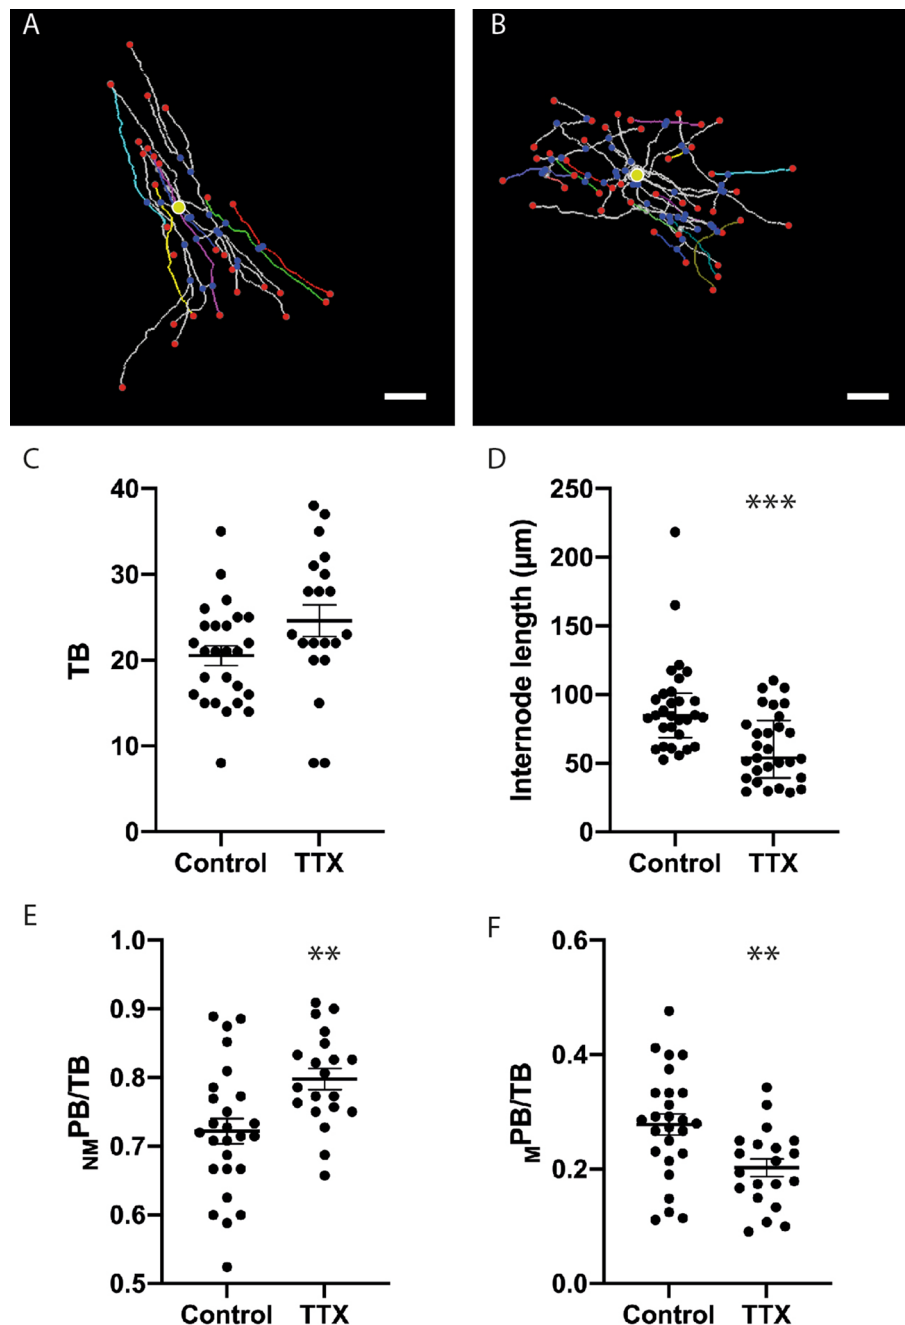 A
B
C
TB
40
30
20
10
0
Control
TTX
D
Internode length (µm)
250
200
150
100
50
0
***
Control
TTX
E
NMPB/TB
1.0
0.9
0.8
0.7
0.6
0.5
**
Control
TTX
F
MPB/TB
0.6
0.4
0.2
0.0
**
Control
TTX